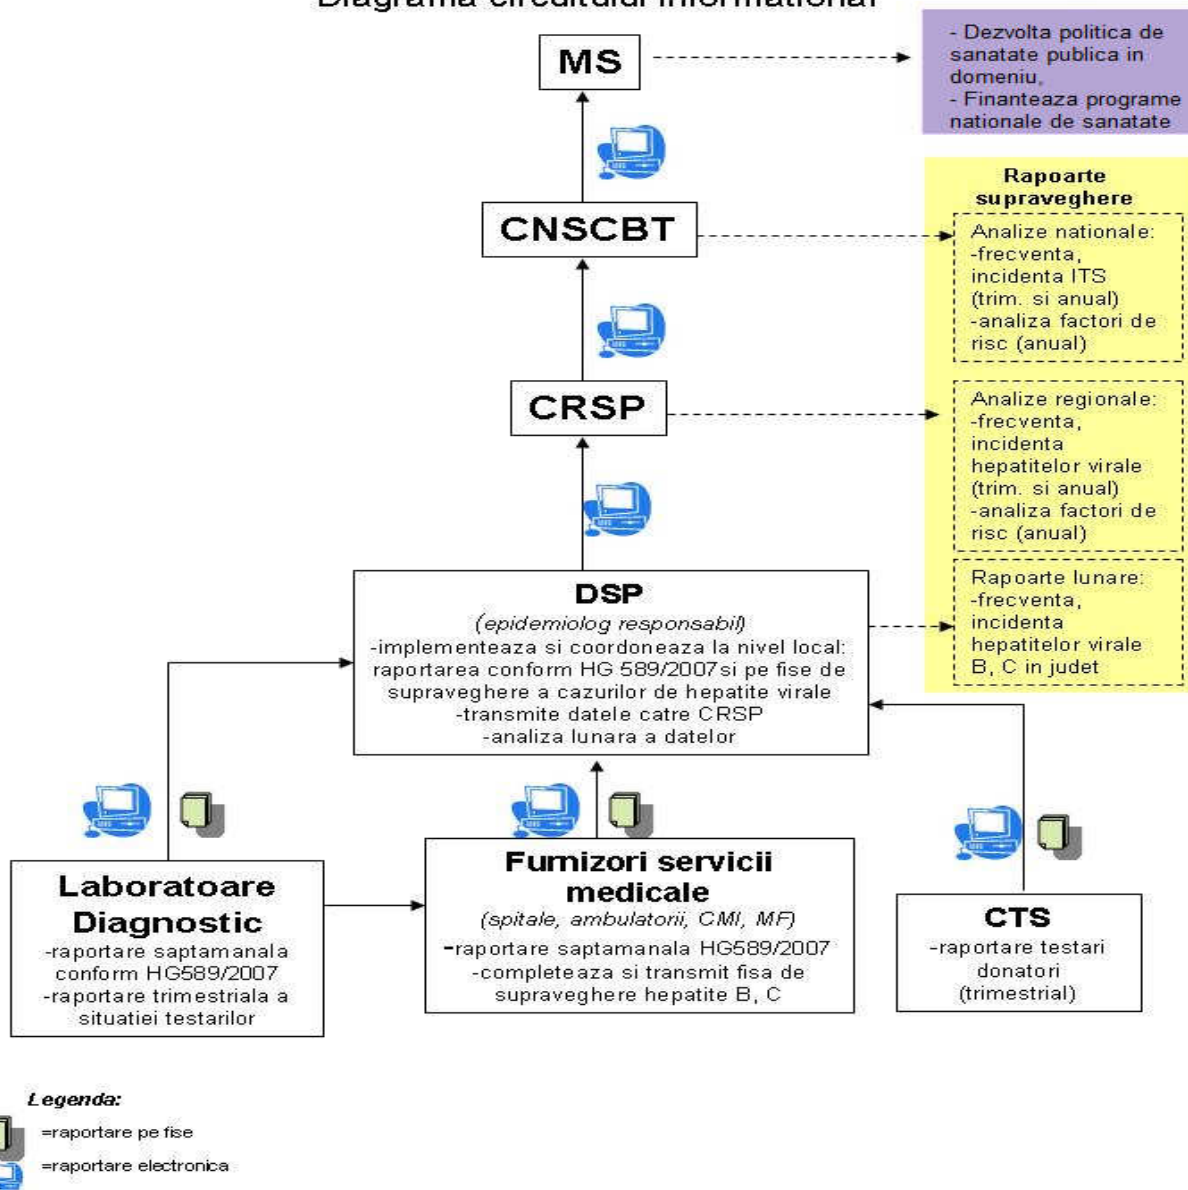 Diagrama circuitului informational
MS
- Dezvolta politica de
sanatate publica in
domeniu,
- Finanteaza programe
nationale de sanatate
CNSCBT
Rapoarte
supraveghere
Analize nationale:
-frecventa,
incidenta ITS
(trim. si anual)
-analiza factori de
risc (anual)
CRSP
Analize regionale:
-frecventa,
incidenta
hepatitelor virale
(trim. si anual)
-analiza factori de
risc (anual)
DSP
(epidemiolog responsabil)
-implementeaza si coordoneaza la nivel local:
raportarea conform HG 589/2007si pe fise de
supraveghere a cazurilor de hepatite virale
-transmite datele catre CRSP
-analiza lunara a datelor
Rapoarte lunare:
-frecventa,
incidenta
hepatitelor virale
B, C in judet
Laboratoare
Diagnostic
-raportare saptamanala
conform HG589/2007
-raportare trimestriala a
situatiei testarilor
Furnizori servicii
medicale
(spitale, ambulatorii, CMI, MF)
-raportare saptamanala HG589/2007
-completeaza si transmit fisa de
supraveghere hepatite B, C
CTS
-raportare testari
donatori
(trimestrial)
Legenda:
=raportare pe fise
=raportare electronica